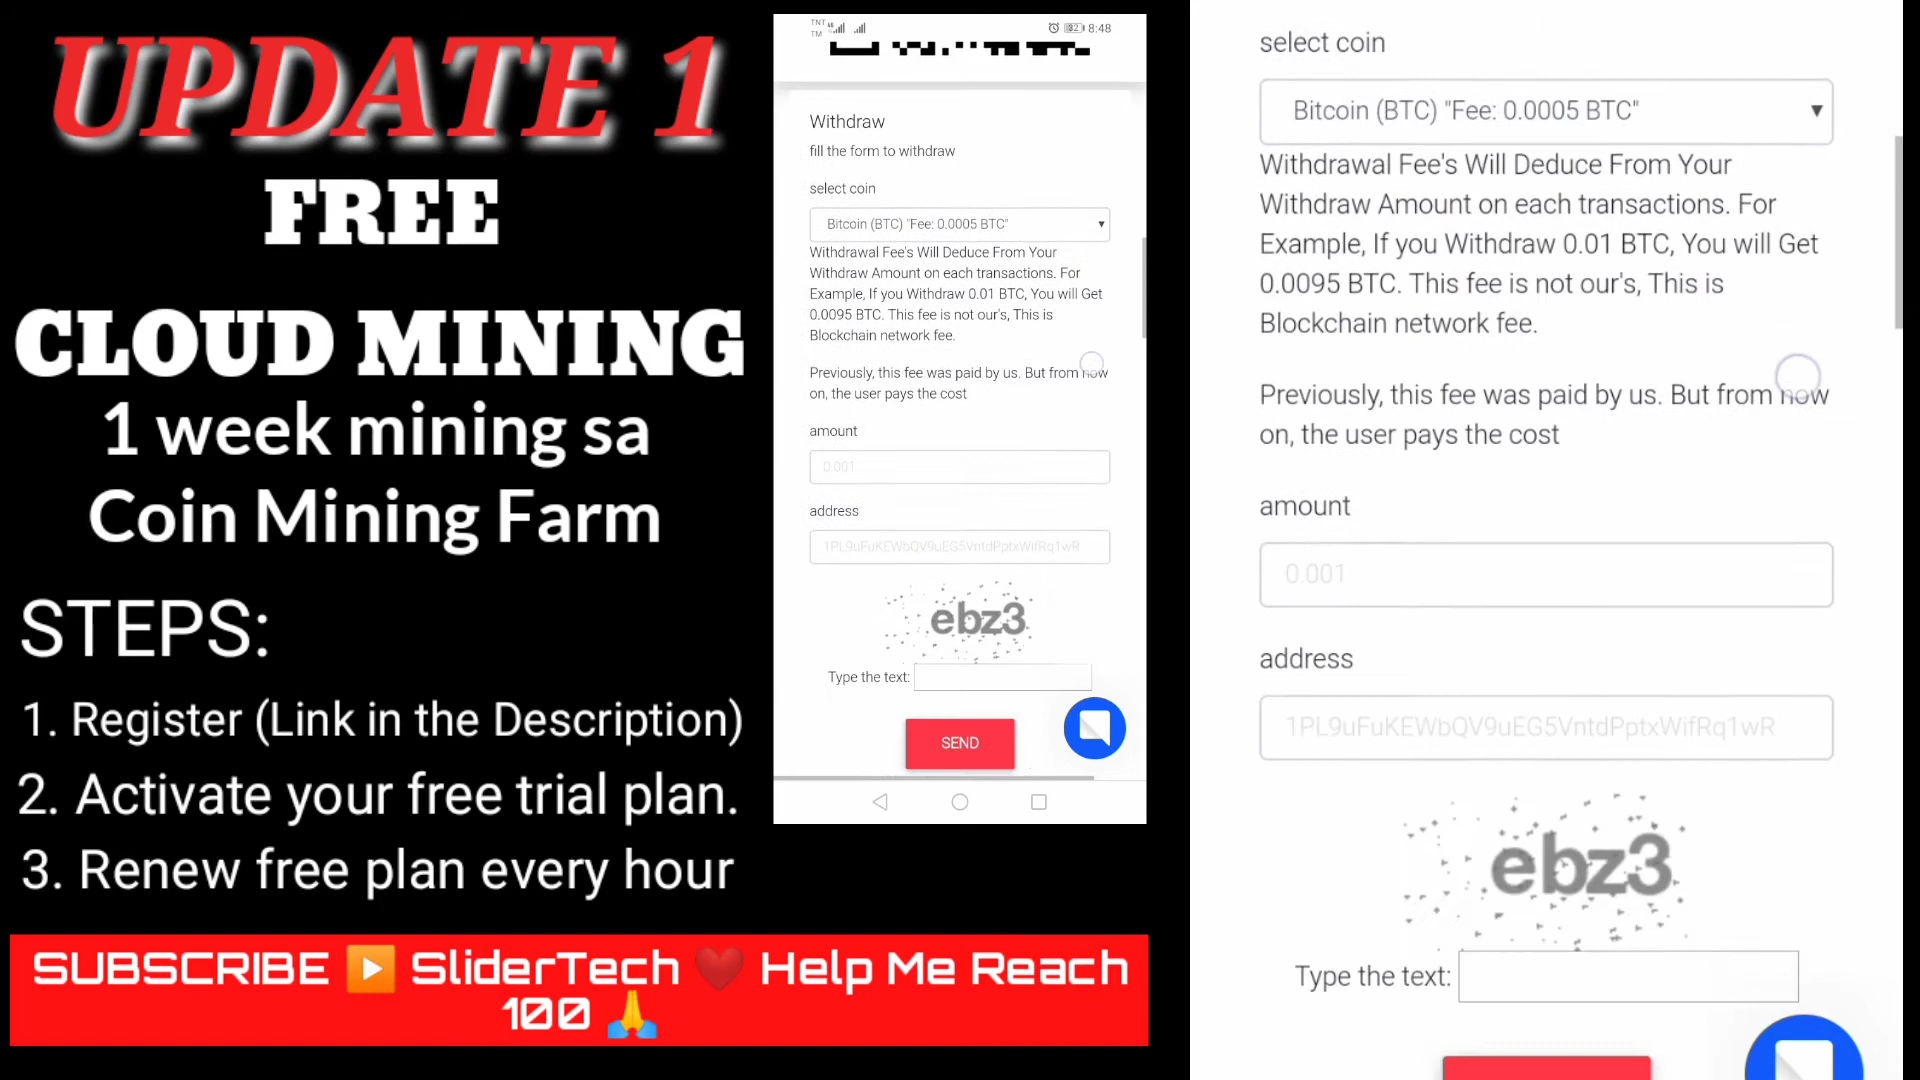 UPDATE 1
FREE
CLOUD MINING
1 week mining sa
Coin Mining Farm
STEPS:
1. Register (Link in the Description)
2. Activate your free trial plan.
3. Renew free plan every hour
SUBSCRIBE ▶️ SliderTech ❤️ Help Me Reach
100 🙏
TNT
TM
82
8:48
Withdraw
fill the form to withdraw
select coin
Bitcoin (BTC) "Fee: 0.0005 BTC"
Withdrawal Fee's Will Deduce From Your
Withdraw Amount on each transactions. For
Example, If you Withdraw 0.01 BTC, You will Get
0.0095 BTC. This fee is not our's, This is
Blockchain network fee.
Previously, this fee was paid by us. But from now
on, the user pays the cost
amount
0.001
address
1PL9uFuKEWbQV9uEG5VntdPptxWifRq1wR
ebz3
Type the text:
SEND
select coin
Bitcoin (BTC) "Fee: 0.0005 BTC"
Withdrawal Fee's Will Deduce From Your
Withdraw Amount on each transactions. For
Example, If you Withdraw 0.01 BTC, You will Get
0.0095 BTC. This fee is not our's, This is
Blockchain network fee.
Previously, this fee was paid by us. But from now
on, the user pays the cost
amount
0.001
address
1PL9uFuKEWbQV9uEG5VntdPptxWifRq1wR
ebz3
Type the text: